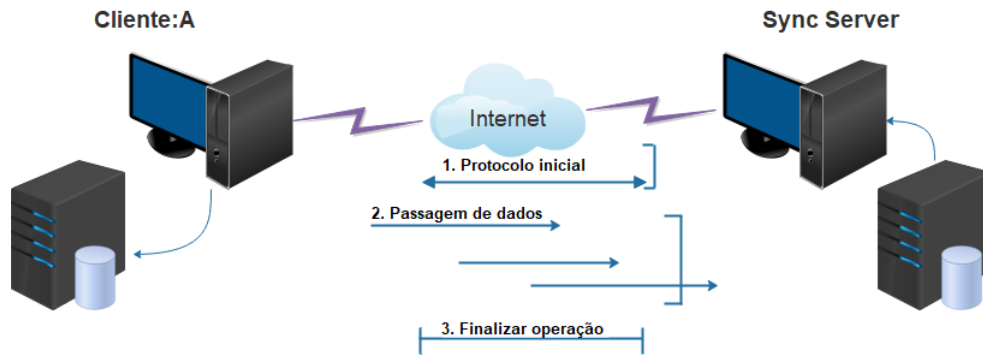 Cliente:A
Sync Server
Internet
1. Protocolo inicial
2. Passagem de dados
3. Finalizar operação